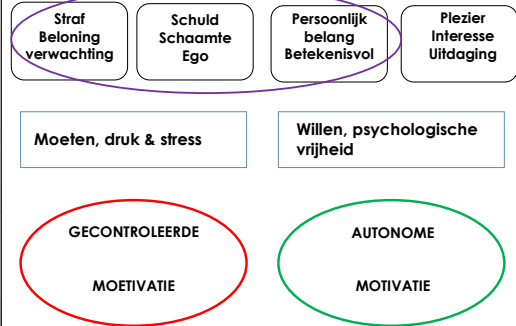 Straf
Beloning
verwachting
Schuld
Schaamte
Ego
Persoonlijk
belang
Betekenisvol
Plezier
Interesse
Uitdaging
Moeten, druk & stress
Willen, psychologische
vrijheid
GECONTROLEERDE
MOETIVATIE
AUTONOME
MOTIVATIE